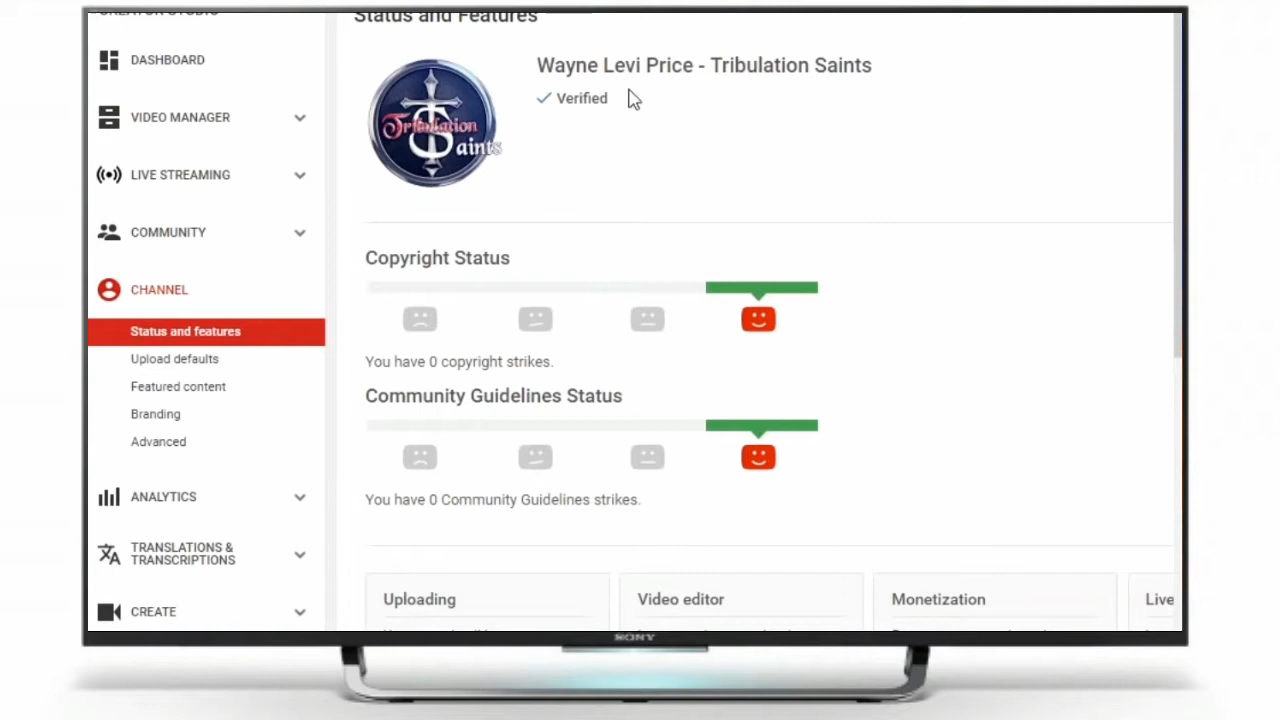 CREATOR STUDIO
Status and Features
DASHBOARD
VIDEO MANAGER
LIVE STREAMING
COMMUNITY
CHANNEL
Status and features
Upload defaults
Featured content
Branding
Advanced
ANALYTICS
TRANSLATIONS &
TRANSCRIPTIONS
CREATE
Tribulation
Saints
Wayne Levi Price - Tribulation Saints
Verified
Copyright Status
You have 0 copyright strikes.
Community Guidelines Status
You have 0 Community Guidelines strikes.
Uploading
Video editor
Monetization
Live
SONY